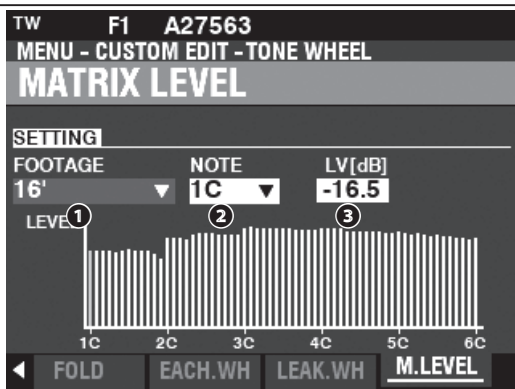 TW F1 A27563
MENU - CUSTOM EDIT - TONE WHEEL
MATRIX LEVEL
SETTING
FOOTAGE NOTE LV[dB]
16' ▼ 1C ▼ -16.5
LEVEL 1 2 3
1C 2C 3C 4C 5C 6C
◀ FOLD EACH.WH LEAK.WH M.LEVEL